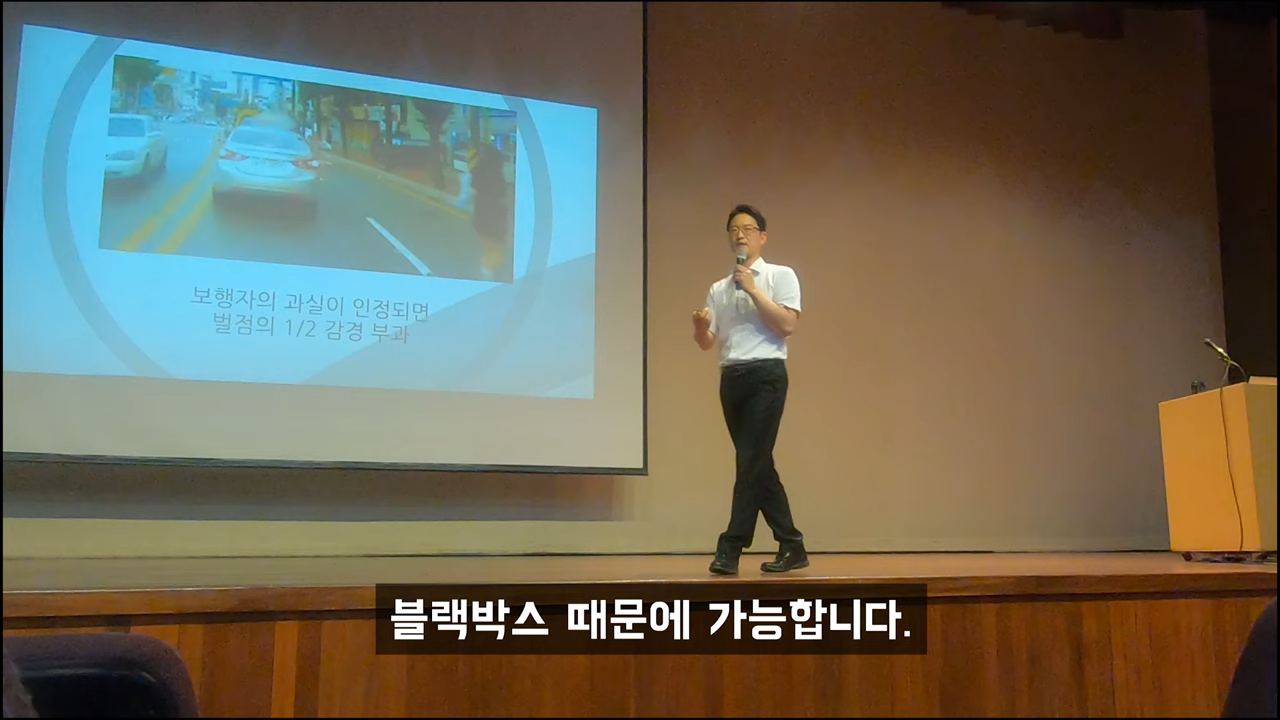 보행자의 과실이 인정되면
벌점의 1/2 감경 부과
블랙박스 때문에 가능합니다.